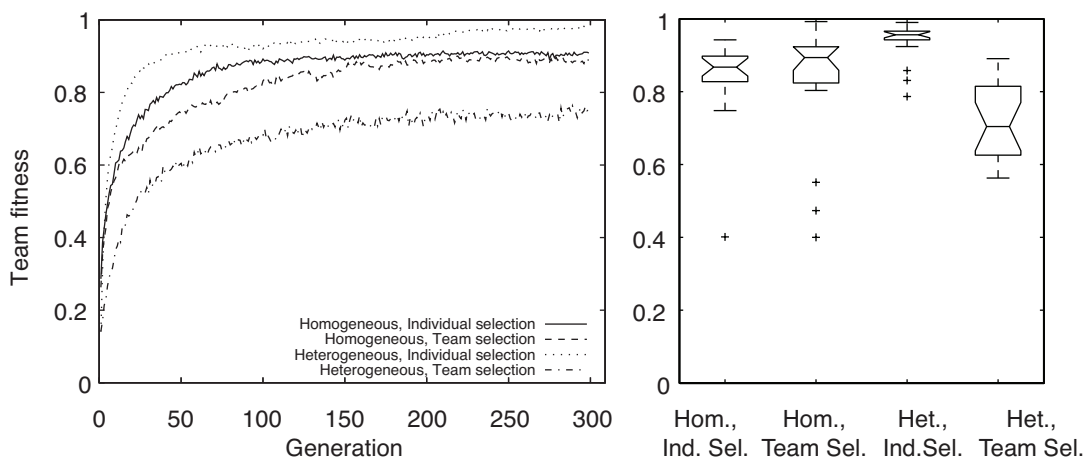 1
0.8
0.6
0.4
0.2
0
Team fitness
0 50 100 150 200 250 300
Generation
Homogeneous, Individual selection
Homogeneous, Team selection
Heterogeneous, Individual selection
Heterogeneous, Team selection
1
0.8
0.6
0.4
0.2
0
Hom., Hom., Het., Het.,
Ind. Sel. Team Sel. Ind.Sel. Team Sel.